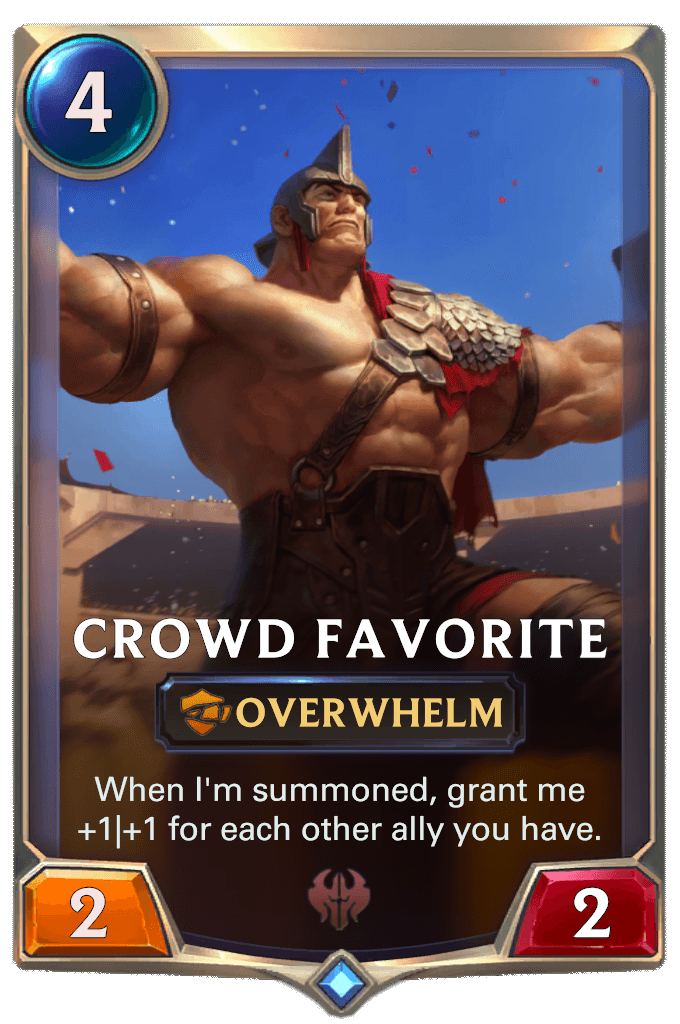 4
CROWD FAVORITE
OVERWHELM
When I'm summoned, grant me
+1|+1 for each other ally you have.
2
2